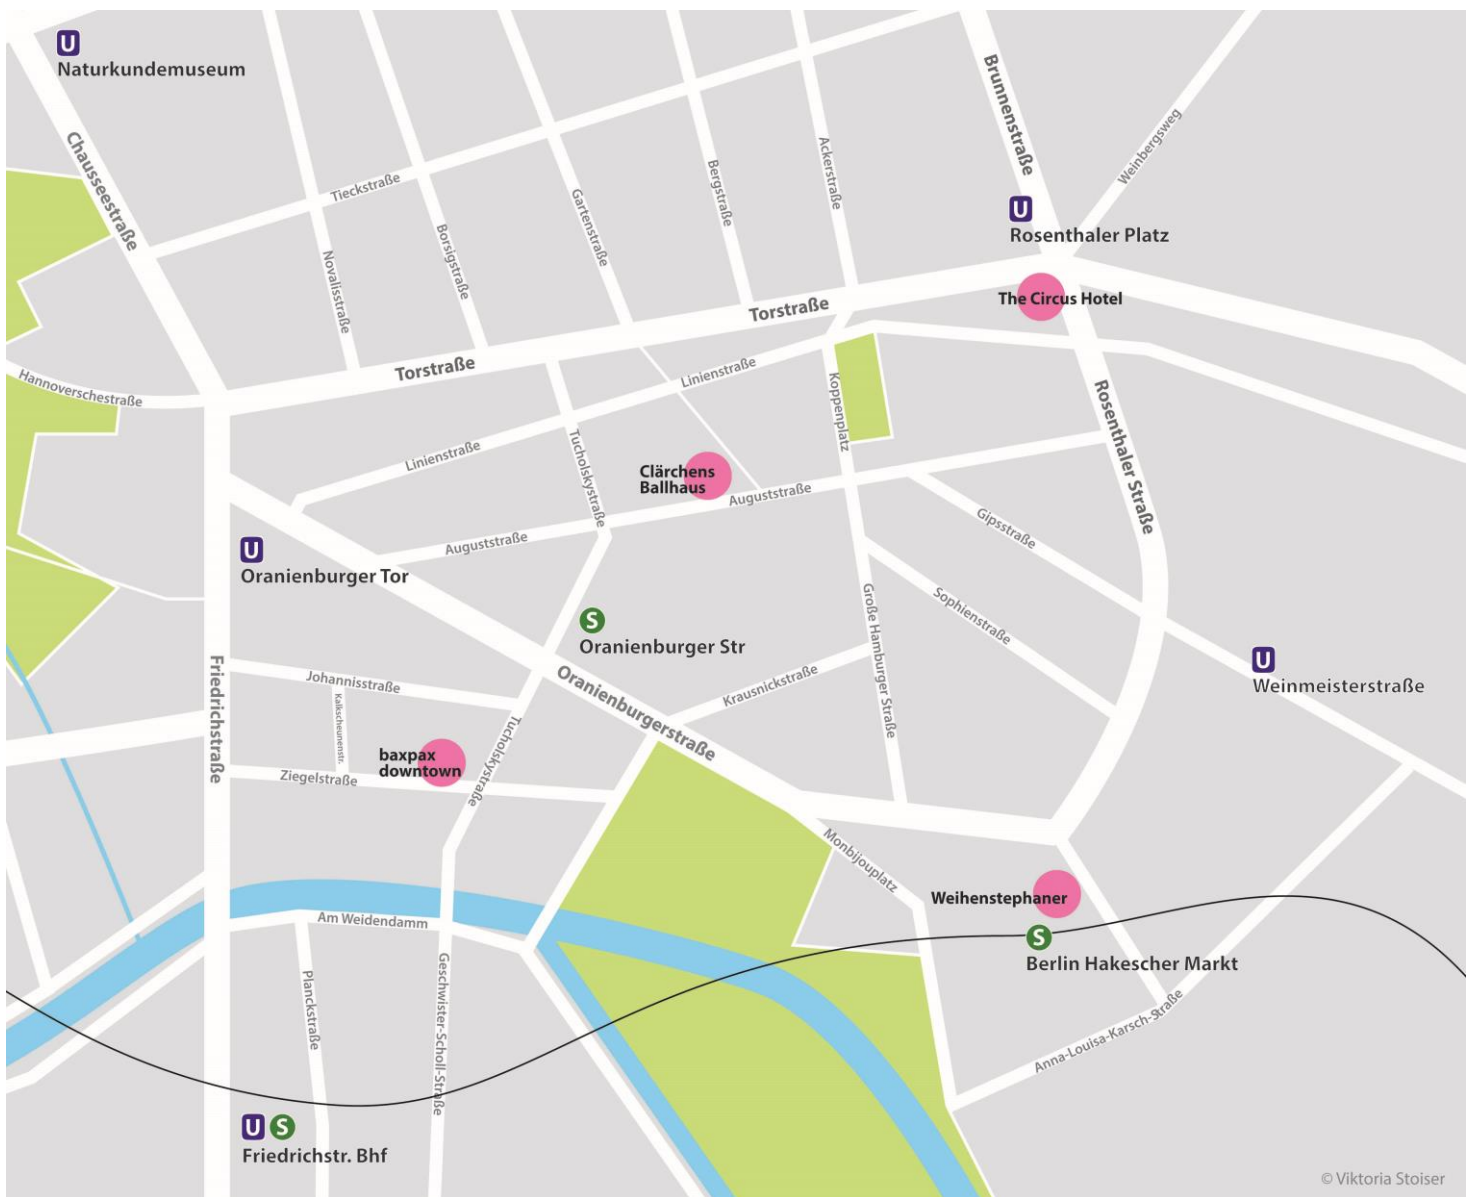 U
Naturkundemuseum
Chausseestraße
Tieckstraße
Novalisstraße
Borsigstraße
Gartenstraße
Bergstraße
Ackerstraße
Brunnenstraße
Weinbergsweg
U
Rosenthaler Platz
The Circus Hotel
Torstraße
Torstraße
Hannoverschestraße
Linienstraße
Linienstraße
Koppenplatz
Rosenthaler Straße
Tucholskystraße
Clärchens
Ballhaus
Auguststraße
Auguststraße
Gipsstraße
U
Oranienburger Tor
S
Oranienburger Str
Sophienstraße
Große Hamburger Straße
Krausnickstraße
U
Weinmeisterstraße
Friedrichstraße
Johannisstraße
Kalkscheunenstr.
Oranienburgerstraße
Tucholskystraße
baxpax
downtown
Ziegelstraße
Monbijouplatz
Weihenstephaner
S
Berlin Hakescher Markt
Am Weidendamm
Planckstraße
Geschwister-Scholl-Straße
Anna-Louisa-Karsch-Straße
U S
Friedrichstr. Bhf
© Viktoria Stoiser